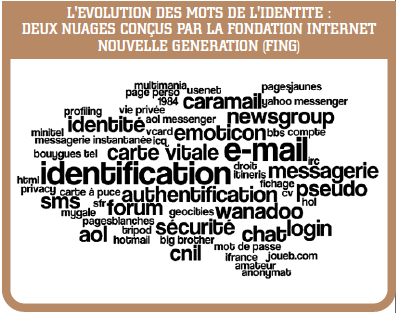 L'EVOLUTION DES MOTS DE L'IDENTITE :
DEUX NUAGES CONÇUS PAR LA FONDATION INTERNET
NOUVELLE GENERATION (FING)
multimania
pagesjaunes
page perso usenet
1984 caramail yahoo messenger
profiling vie privée newsgroup
identité aol messenger
minitel vcard emoticon bbs compte
messagerie instantanée icq
bouygues tel carte vitale e-mail irc
droit
identification itineris messagerie
html fichage
privacy carte à puce authentification cv pseudo
sms sfr hol
mygale forum geocities wanadoo
pagesblanches
aol tripod sécurité chat login
hotmail big brother mot de passe
cnil ifrance joueb.com
amateur
anonymat